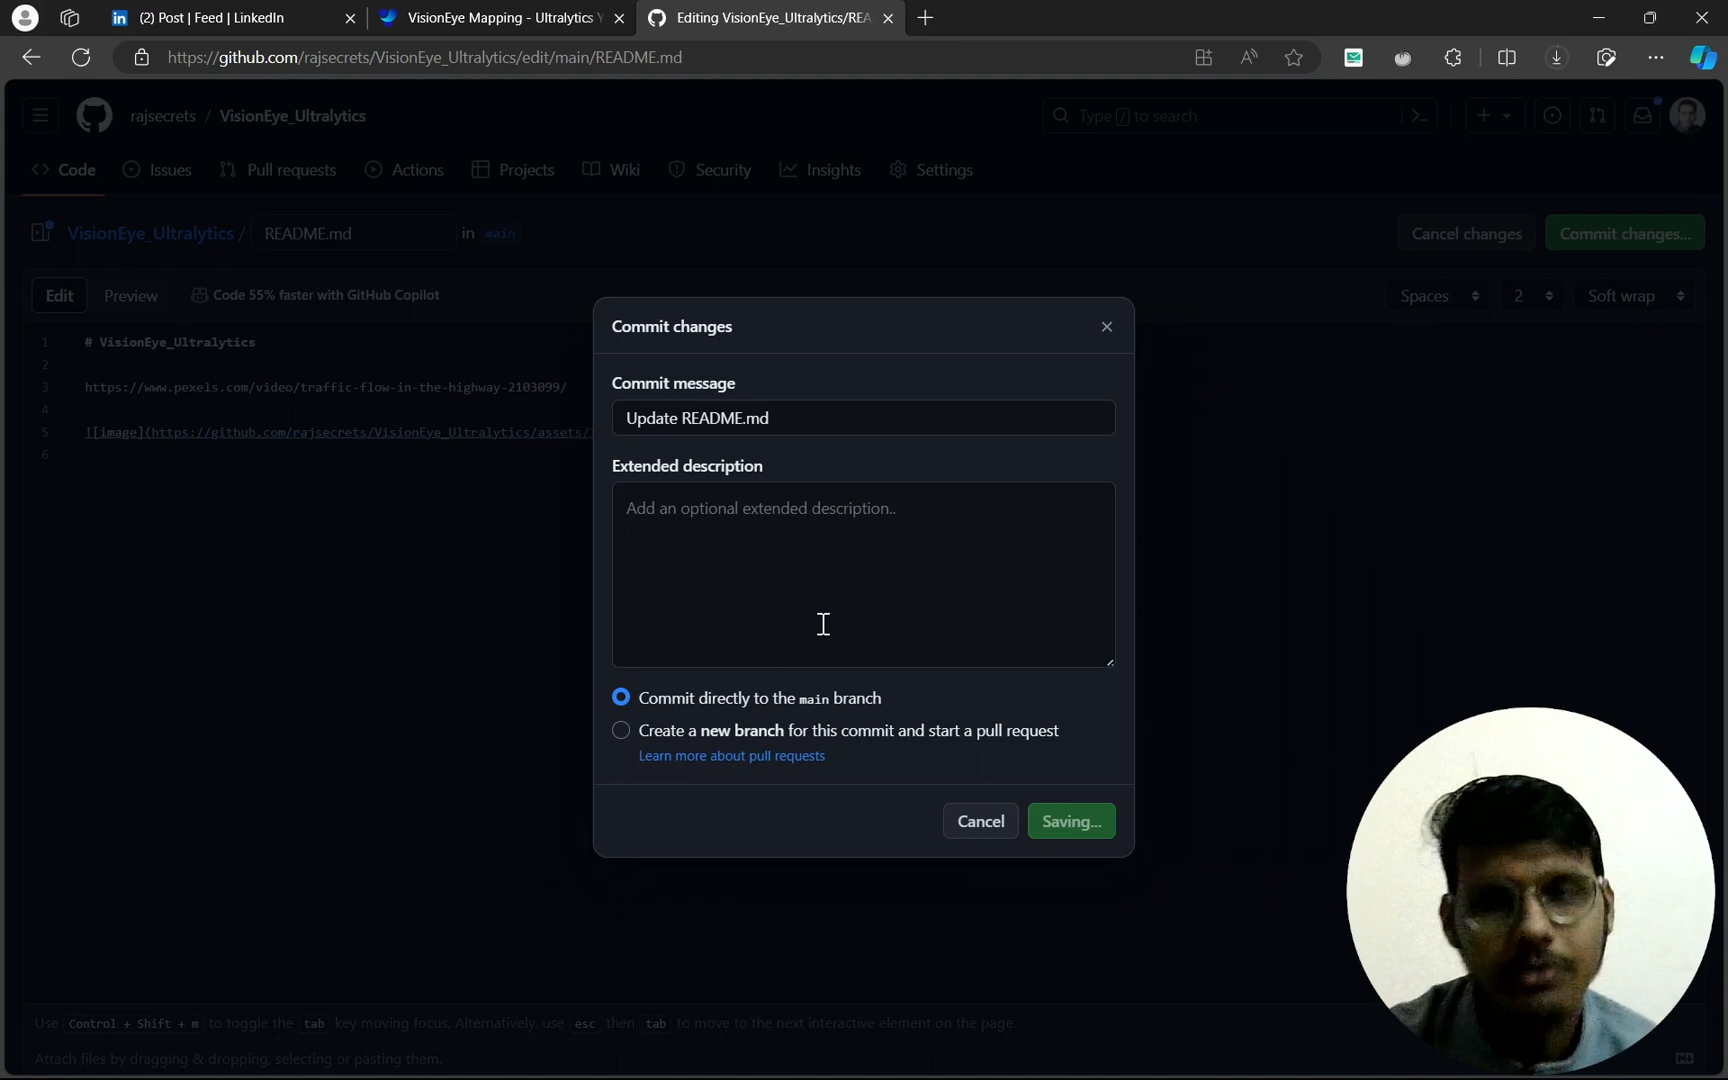 (2) Post | Feed | LinkedIn
VisionEye Mapping - Ultralytics Y
Editing VisionEye_Ultralytics/REA
https://github.com/rajsecrets/VisionEye_Ultralytics/edit/main/README.md
rajsecrets / VisionEye_Ultralytics
Type / to search
Code Issues Pull requests Actions Projects Wiki Security Insights Settings
VisionEye_Ultralytics / README.md in main
Cancel changes Commit changes...
Edit Preview Code 55% faster with GitHub Copilot
Spaces 2 Soft wrap
1 # VisionEye_Ultralytics
2
3 https://www.pexels.com/video/traffic-flow-in-the-highway-2103099/
4
5 ![image](https://github.com/rajsecrets/VisionEye_Ultralytics/assets/
6
Commit changes
Commit message
Update README.md
Extended description
Add an optional extended description..
Commit directly to the main branch
Create a new branch for this commit and start a pull request
Learn more about pull requests
Cancel Saving...
Use Control + Shift + m to toggle the tab key moving focus. Alternatively, use esc then tab to move to the next interactive element on the page.
Attach files by dragging & dropping, selecting or pasting them.